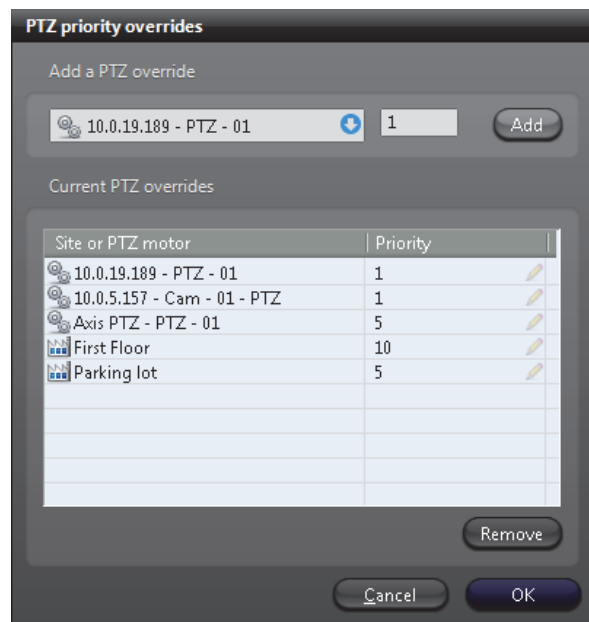 PTZ priority overrides
Add a PTZ override
10.0.19.189 - PTZ - 01 1 Add
Current PTZ overrides
Site or PTZ motor Priority
10.0.19.189 - PTZ - 01 1
10.0.5.157 - Cam - 01 - PTZ 1
Axis PTZ - PTZ - 01 5
First Floor 10
Parking lot 5
Remove
Cancel OK